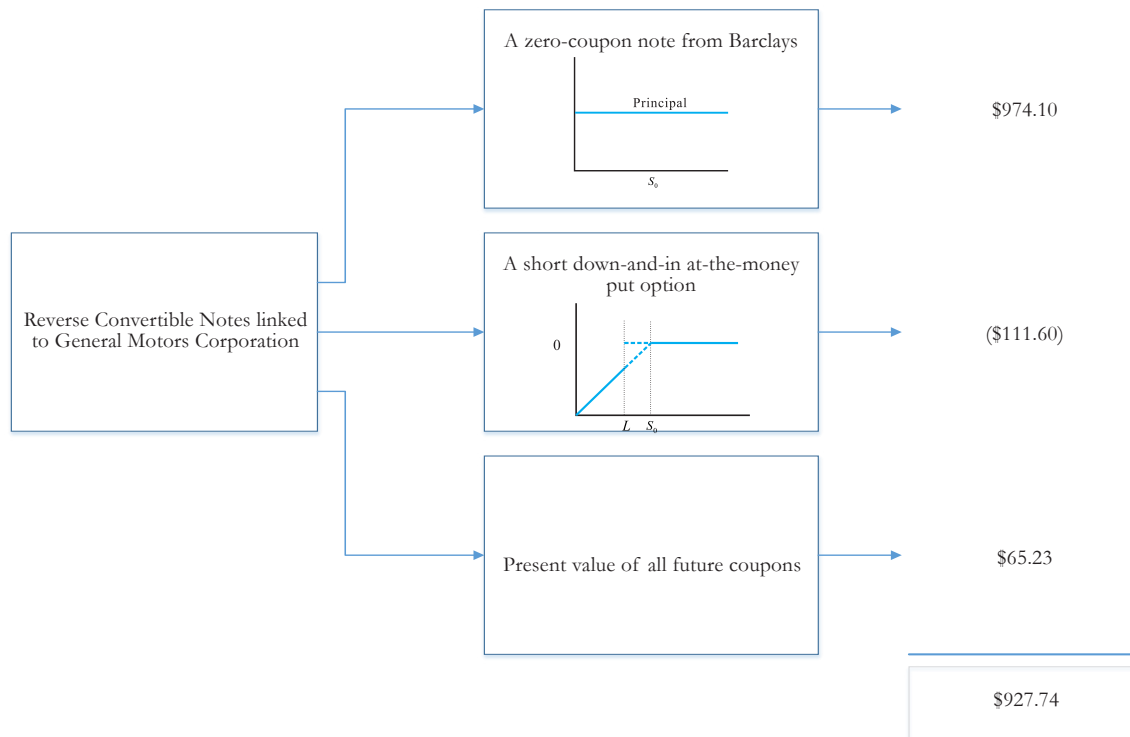 A zero-coupon note from Barclays
Principal
S₀
$974.10
Reverse Convertible Notes linked
to General Motors Corporation
A short down-and-in at-the-money
put option
0
L S₀
($111.60)
Present value of all future coupons
$65.23
$927.74